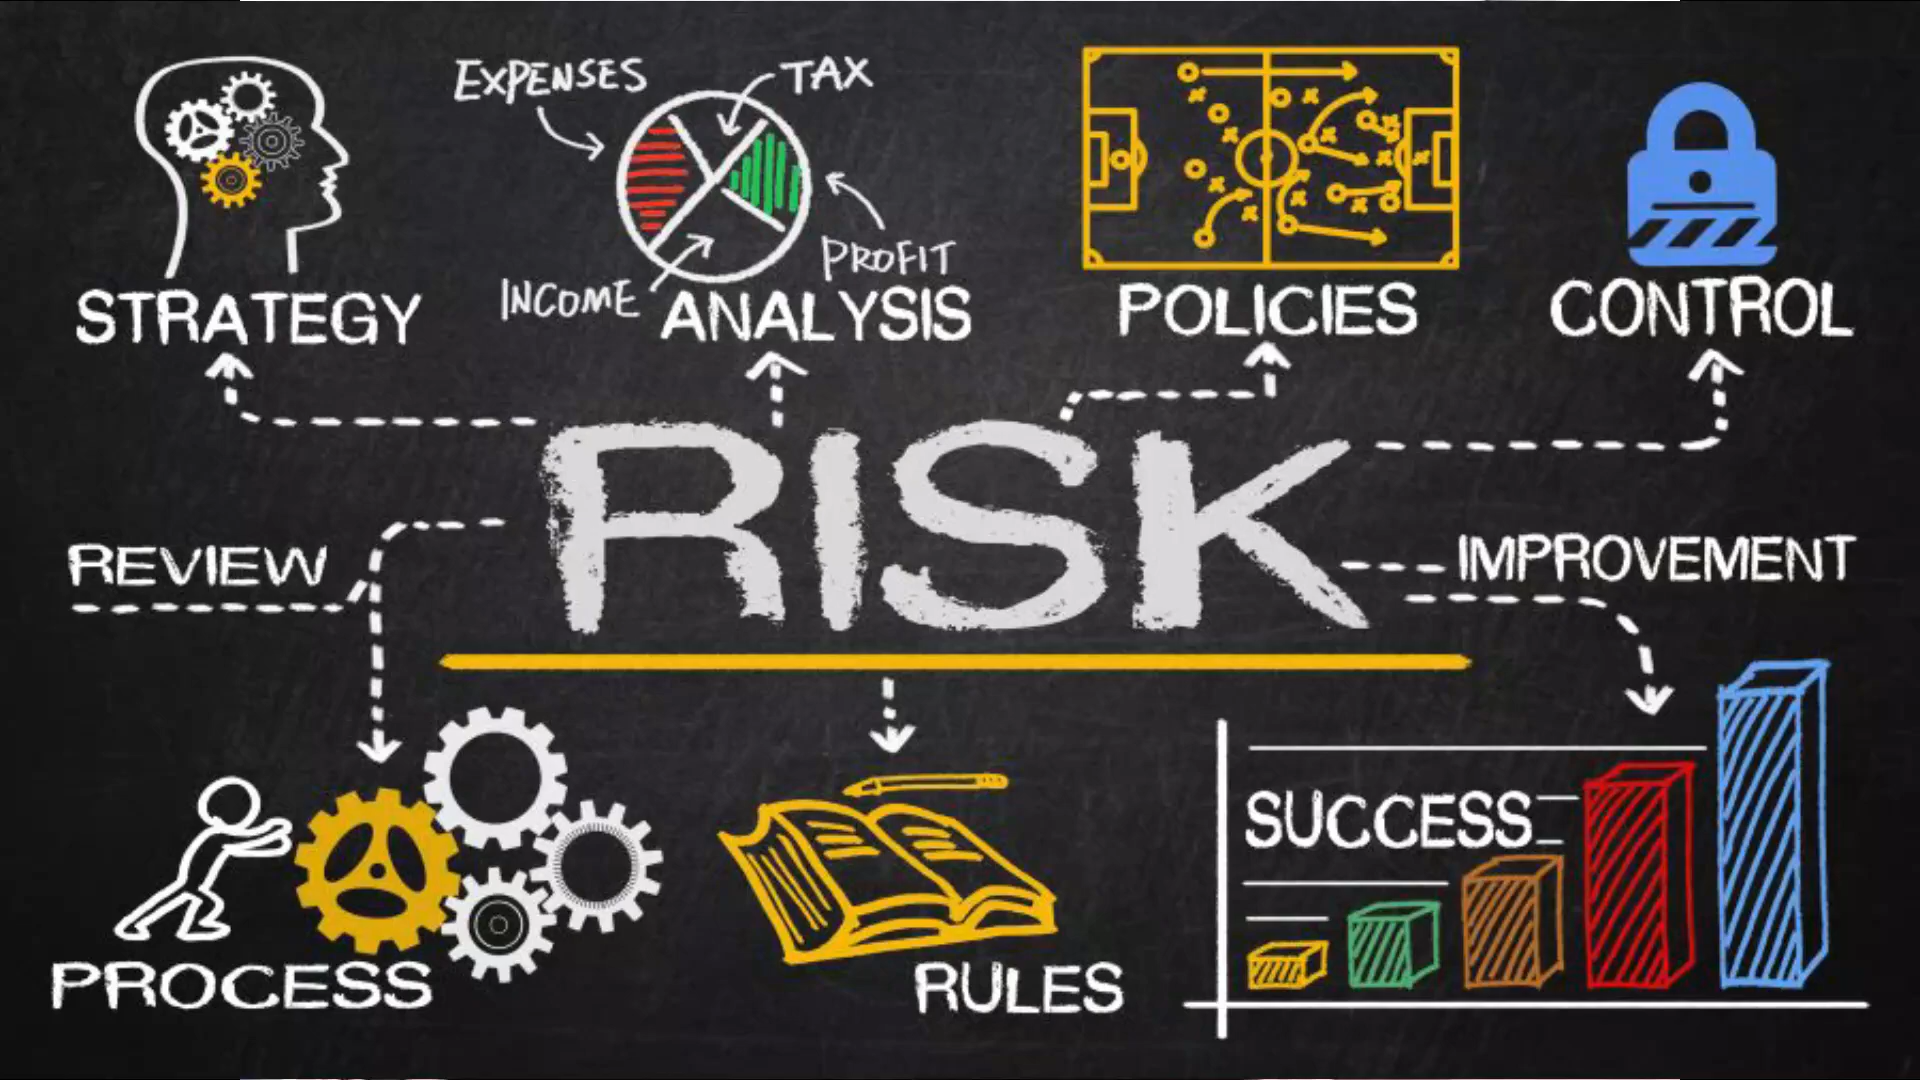 EXPENSES
TAX
PROFIT
INCOME
STRATEGY
ANALYSIS
POLICIES
CONTROL
RISK
REVIEW
IMPROVEMENT
SUCCESS
PROCESS
RULES